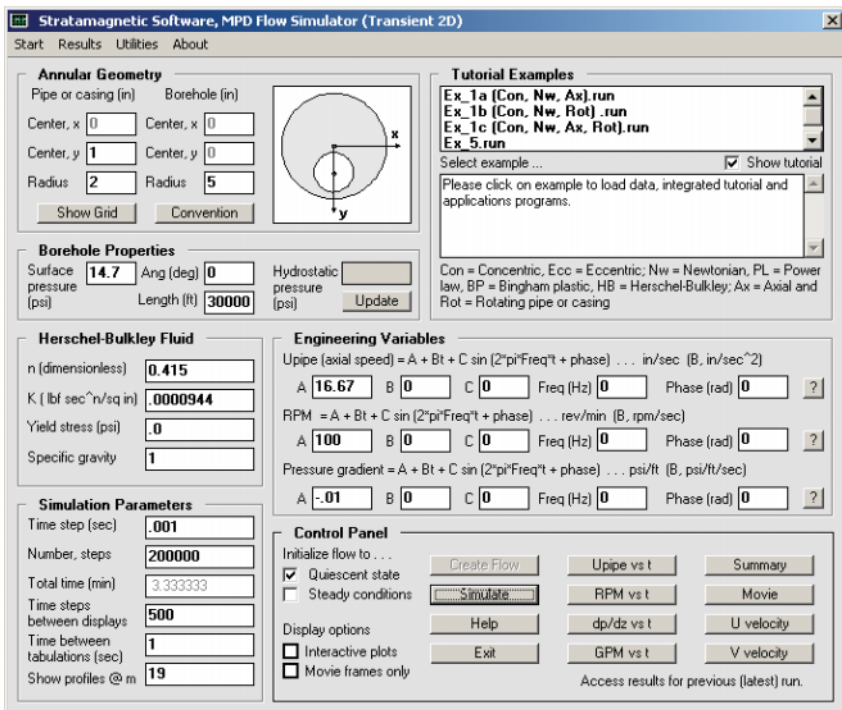 Stratamagnetic Software, MPD Flow Simulator (Transient 2D)
Start Results Utilities About
Annular Geometry
Pipe or casing (in) Borehole (in)
Center, x 0 Center, x 0
Center, y 1 Center, y 0
Radius 2 Radius 5
Show Grid Convention
x
y
Tutorial Examples
Ex_1a (Con, Nw, Ax).run
Ex_1b (Con, Nw, Rot) .run
Ex_1c (Con, Nw, Ax, Rot).run
Ex_5.run
Select example ... Show tutorial
Please click on example to load data, integrated tutorial and
applications programs.
Con = Concentric, Ecc = Eccentric; Nw = Newtonian, PL = Power
law, BP = Bingham plastic, HB = Herschel-Bulkley; Ax = Axial and
Rot = Rotating pipe or casing
Borehole Properties
Surface pressure (psi) 14.7 Ang (deg) 0
Length (ft) 30000
Hydrostatic pressure (psi) Update
Herschel-Bulkley Fluid
n (dimensionless) 0.415
K ( lbf sec^n/sq in) .0000944
Yield stress (psi) .0
Specific gravity 1
Engineering Variables
Upipe (axial speed) = A + Bt + C sin (2*pi*Freq*t + phase) . . . in/sec (B, in/sec^2)
A 16.67 B 0 C 0 Freq (Hz) 0 Phase (rad) 0 ?
RPM = A + Bt + C sin (2*pi*Freq*t + phase) . . . rev/min (B, rpm/sec)
A 100 B 0 C 0 Freq (Hz) 0 Phase (rad) 0 ?
Pressure gradient = A + Bt + C sin (2*pi*Freq*t + phase) . . . psi/ft (B, psi/ft/sec)
A -.01 B 0 C 0 Freq (Hz) 0 Phase (rad) 0 ?
Simulation Parameters
Time step (sec) .001
Number, steps 200000
Total time (min) 3.333333
Time steps between displays 500
Time between tabulations (sec) 1
Show profiles @ m 19
Control Panel
Initialize flow to . . .
Quiescent state
Steady conditions
Display options
Interactive plots
Movie frames only
Create Flow Upipe vs t Summary
Simulate RPM vs t Movie
Help dp/dz vs t U velocity
Exit GPM vs t V velocity
Access results for previous (latest) run.